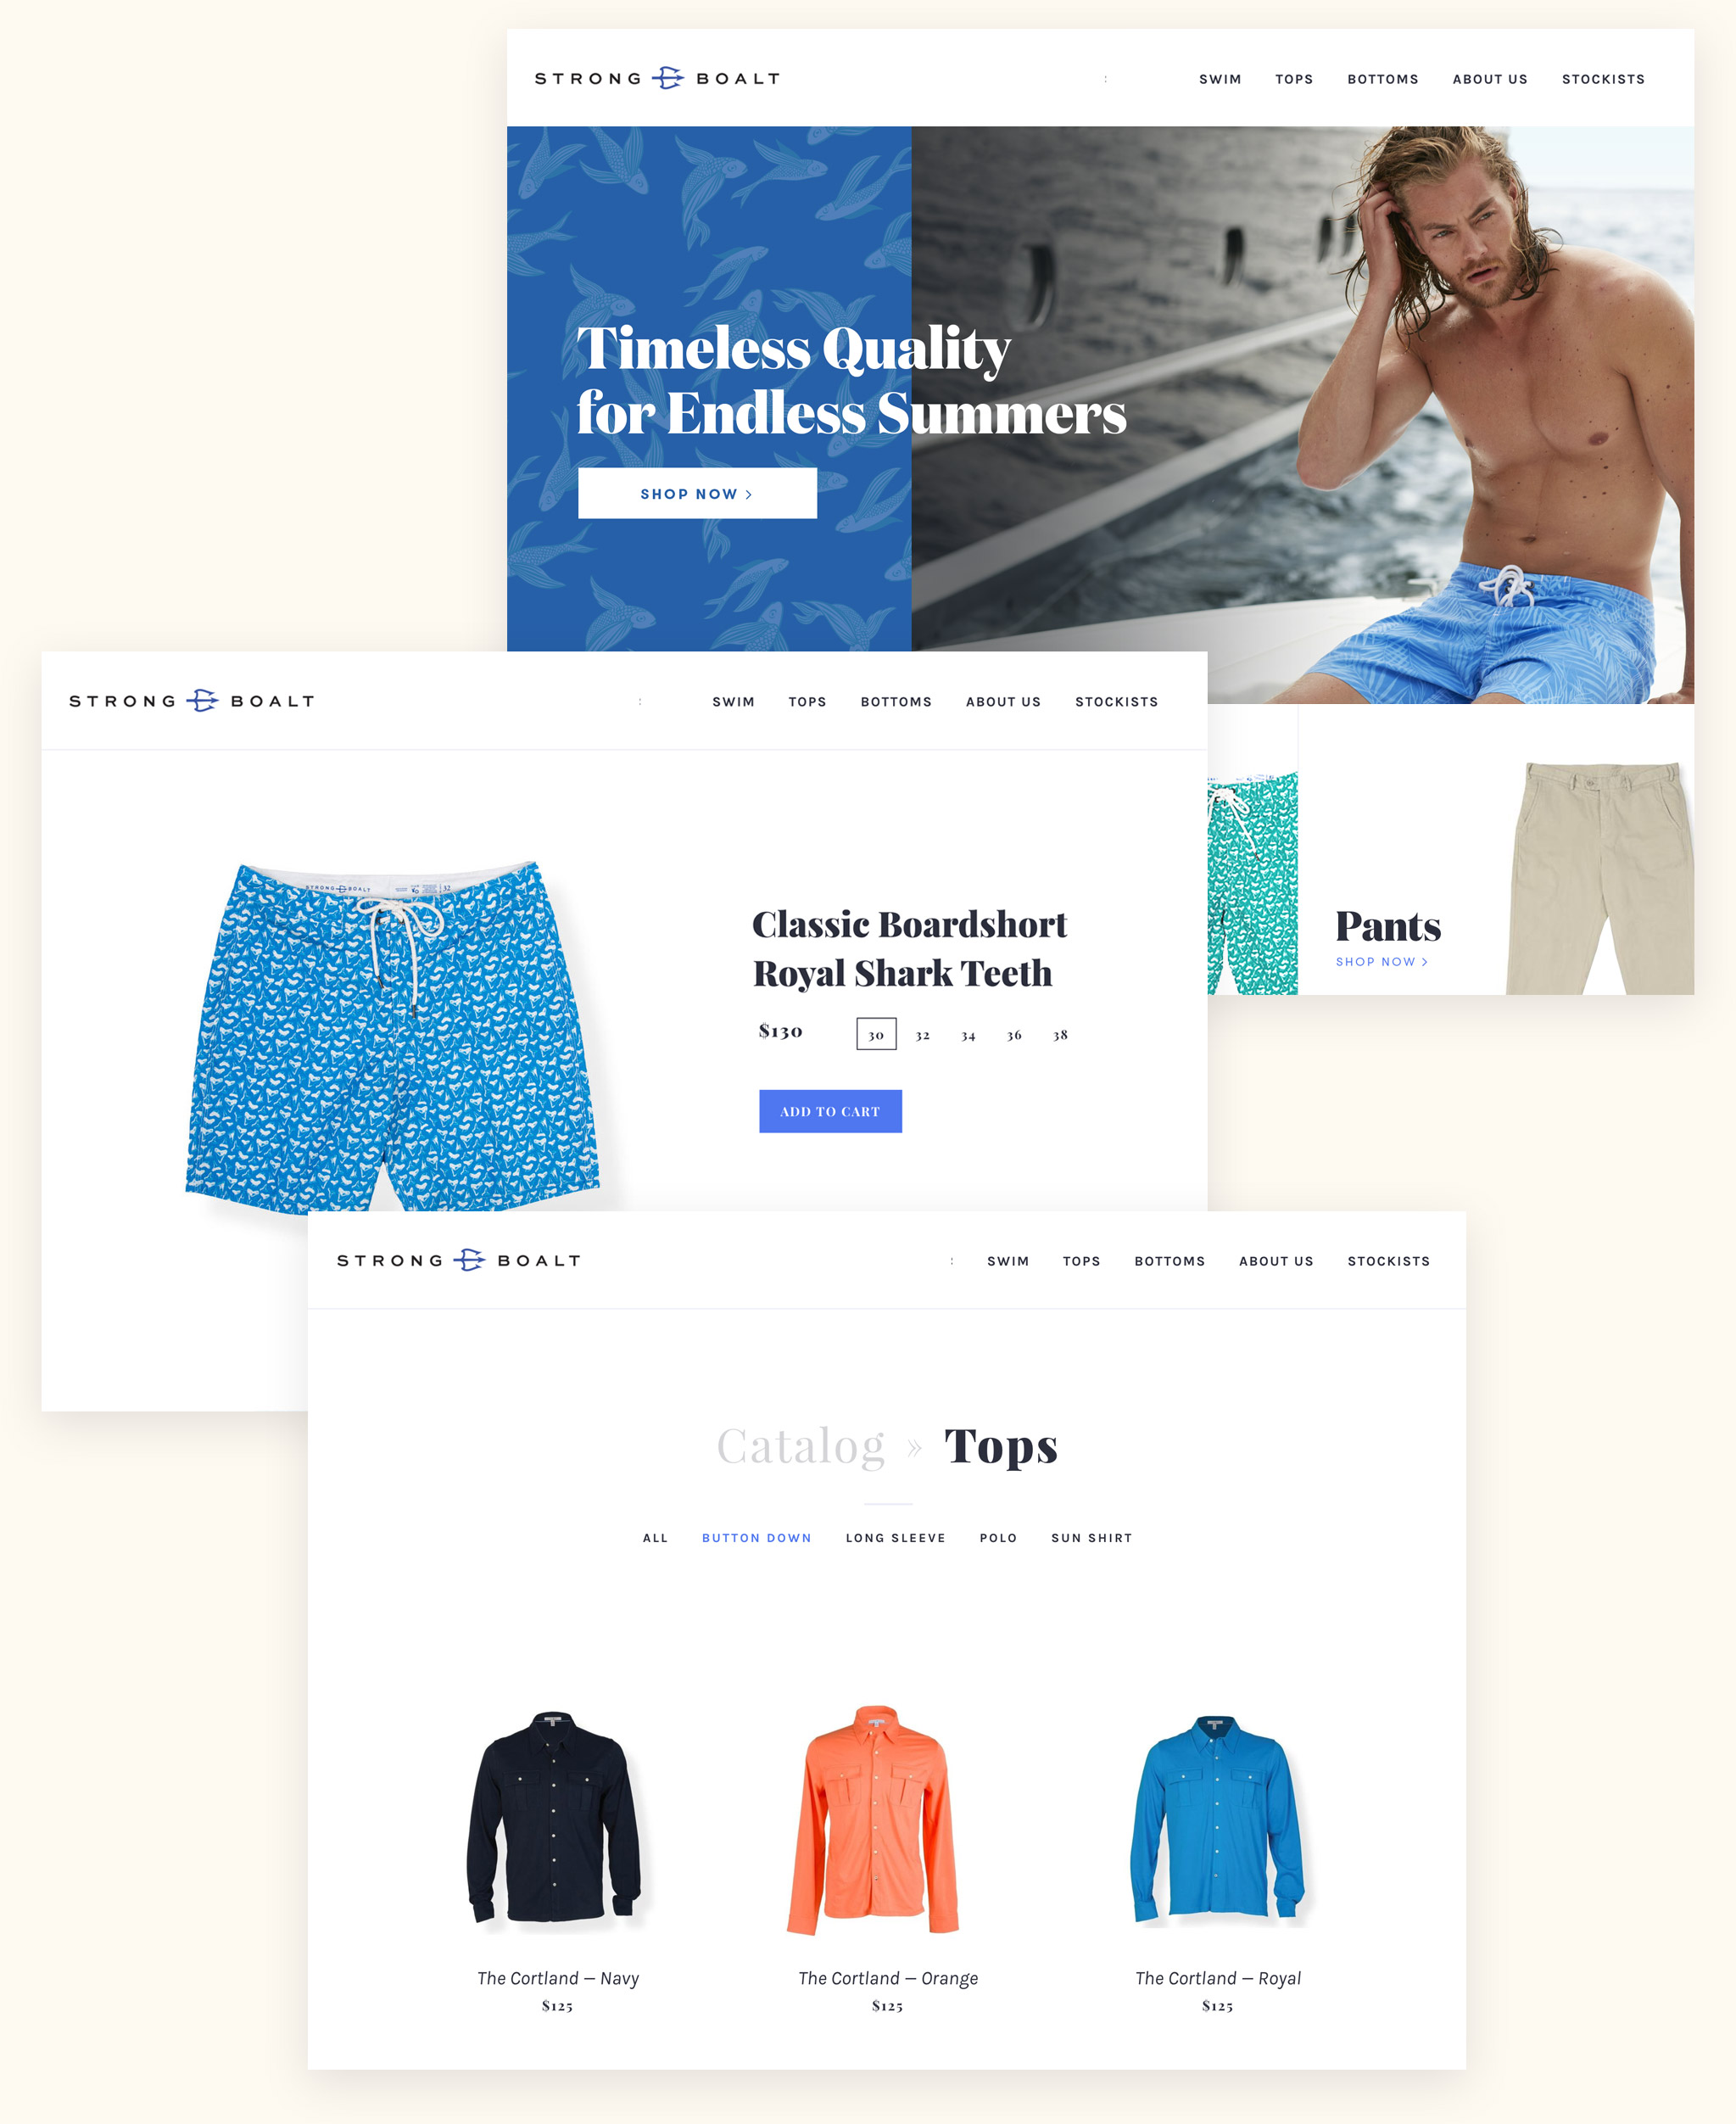 STRONG BOALT
SWIM TOPS BOTTOMS ABOUT US STOCKISTS
Timeless Quality
for Endless Summers
SHOP NOW >
Pants
SHOP NOW >
STRONG BOALT
SWIM TOPS BOTTOMS ABOUT US STOCKISTS
STRONG BOALT
32
Classic Boardshort
Royal Shark Teeth
$130 30 32 34 36 38
ADD TO CART
STRONG BOALT
SWIM TOPS BOTTOMS ABOUT US STOCKISTS
Catalog » Tops
ALL BUTTON DOWN LONG SLEEVE POLO SUN SHIRT
The Cortland — Navy
$125
The Cortland — Orange
$125
The Cortland — Royal
$125